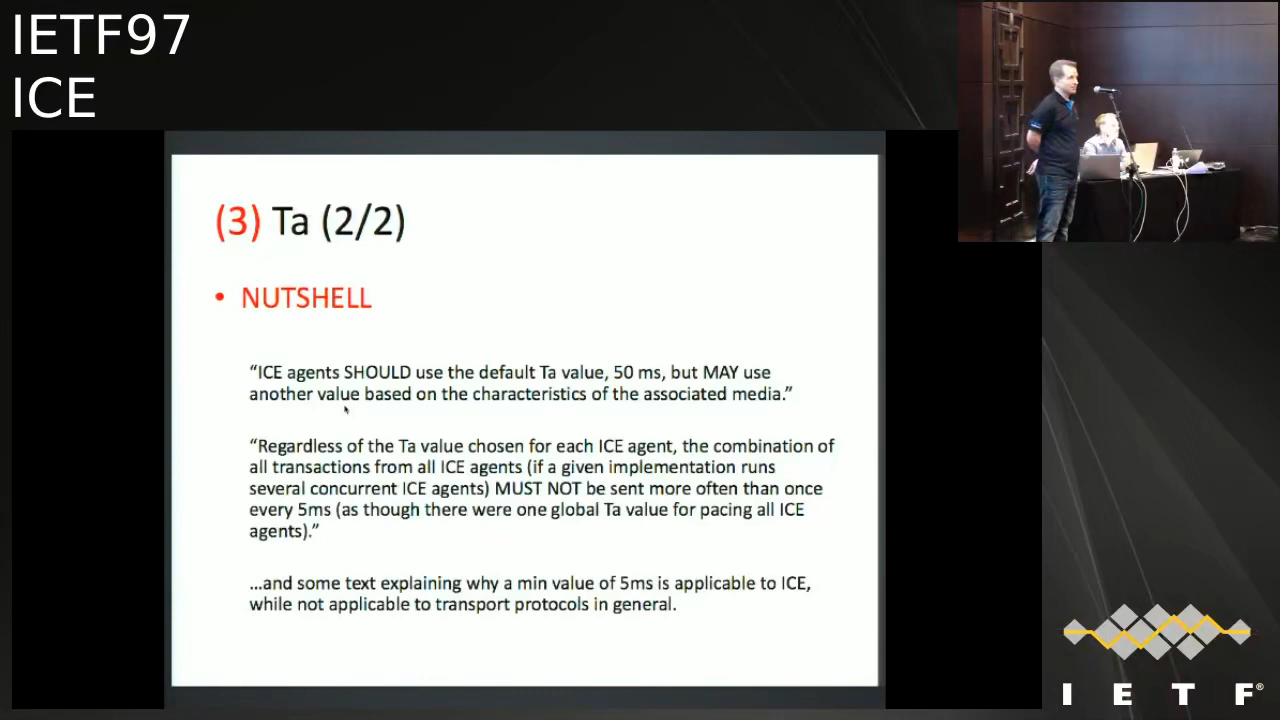 IETF97
ICE
(3) Ta (2/2)
• NUTSHELL
“ICE agents SHOULD use the default Ta value, 50 ms, but MAY use
another value based on the characteristics of the associated media.”
“Regardless of the Ta value chosen for each ICE agent, the combination of
all transactions from all ICE agents (if a given implementation runs
several concurrent ICE agents) MUST NOT be sent more often than once
every 5ms (as though there were one global Ta value for pacing all ICE
agents).”
…and some text explaining why a min value of 5ms is applicable to ICE,
while not applicable to transport protocols in general.
I E T F®